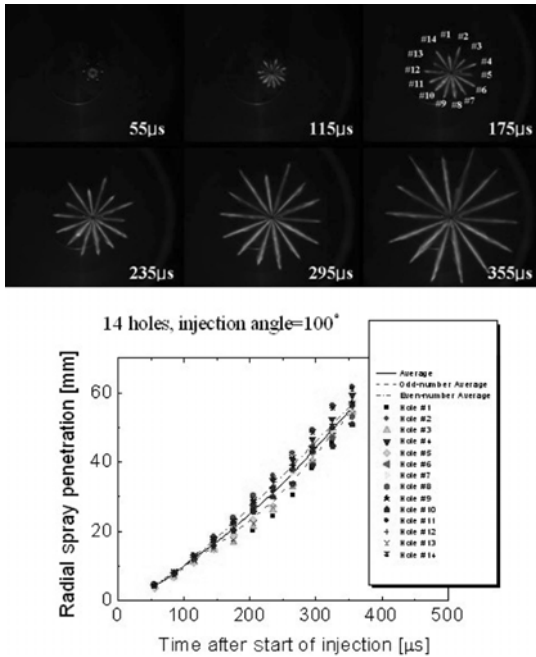 55μs
115μs
#14 #1 #2
#13 #3
#12 #4
#11 #5
#10 #6
#9 #8 #7
175μs
235μs
295μs
355μs
14 holes, injection angle=100°
Radial spray penetration [mm]
60
40
20
0
0 100 200 300 400 500
Time after start of injection [μs]
Average
Odd-number Average
Even-number Average
Hole #1
Hole #2
Hole #3
Hole #4
Hole #5
Hole #6
Hole #7
Hole #8
Hole #9
Hole #10
Hole #11
Hole #12
Hole #13
Hole #14